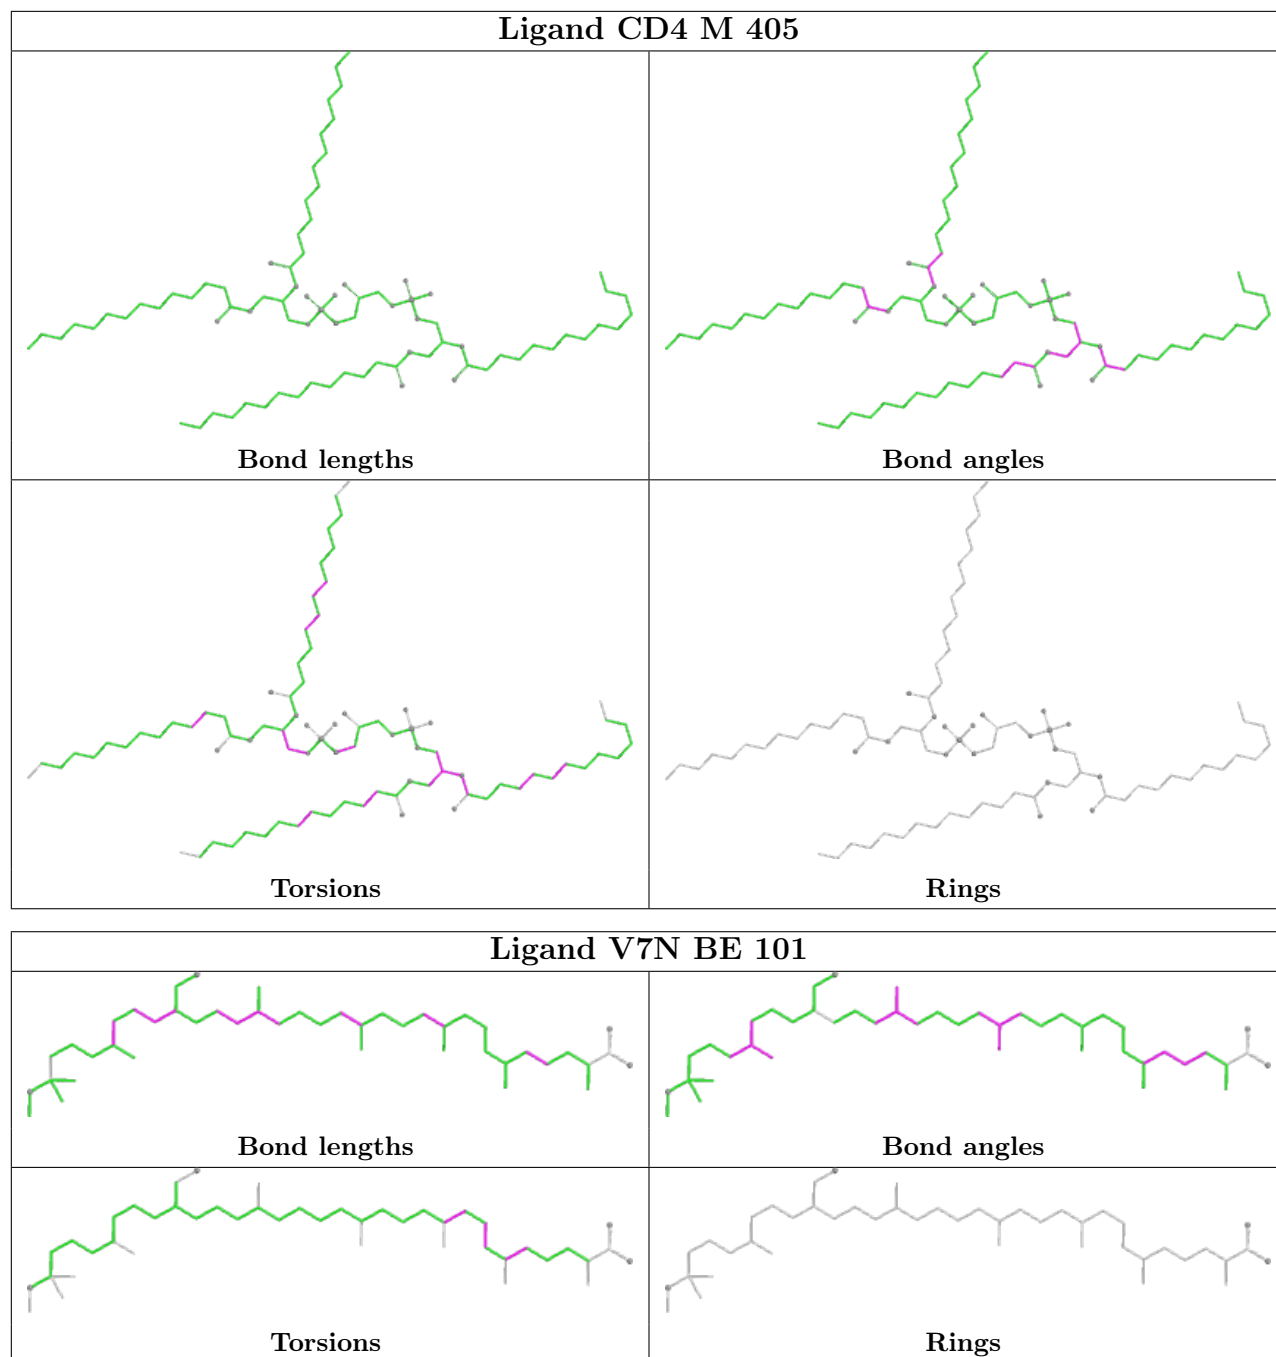 Ligand CD4 M 405
Bond lengths
Bond angles
Torsions
Rings
Ligand V7N BE 101
Bond lengths
Bond angles
Torsions
Rings